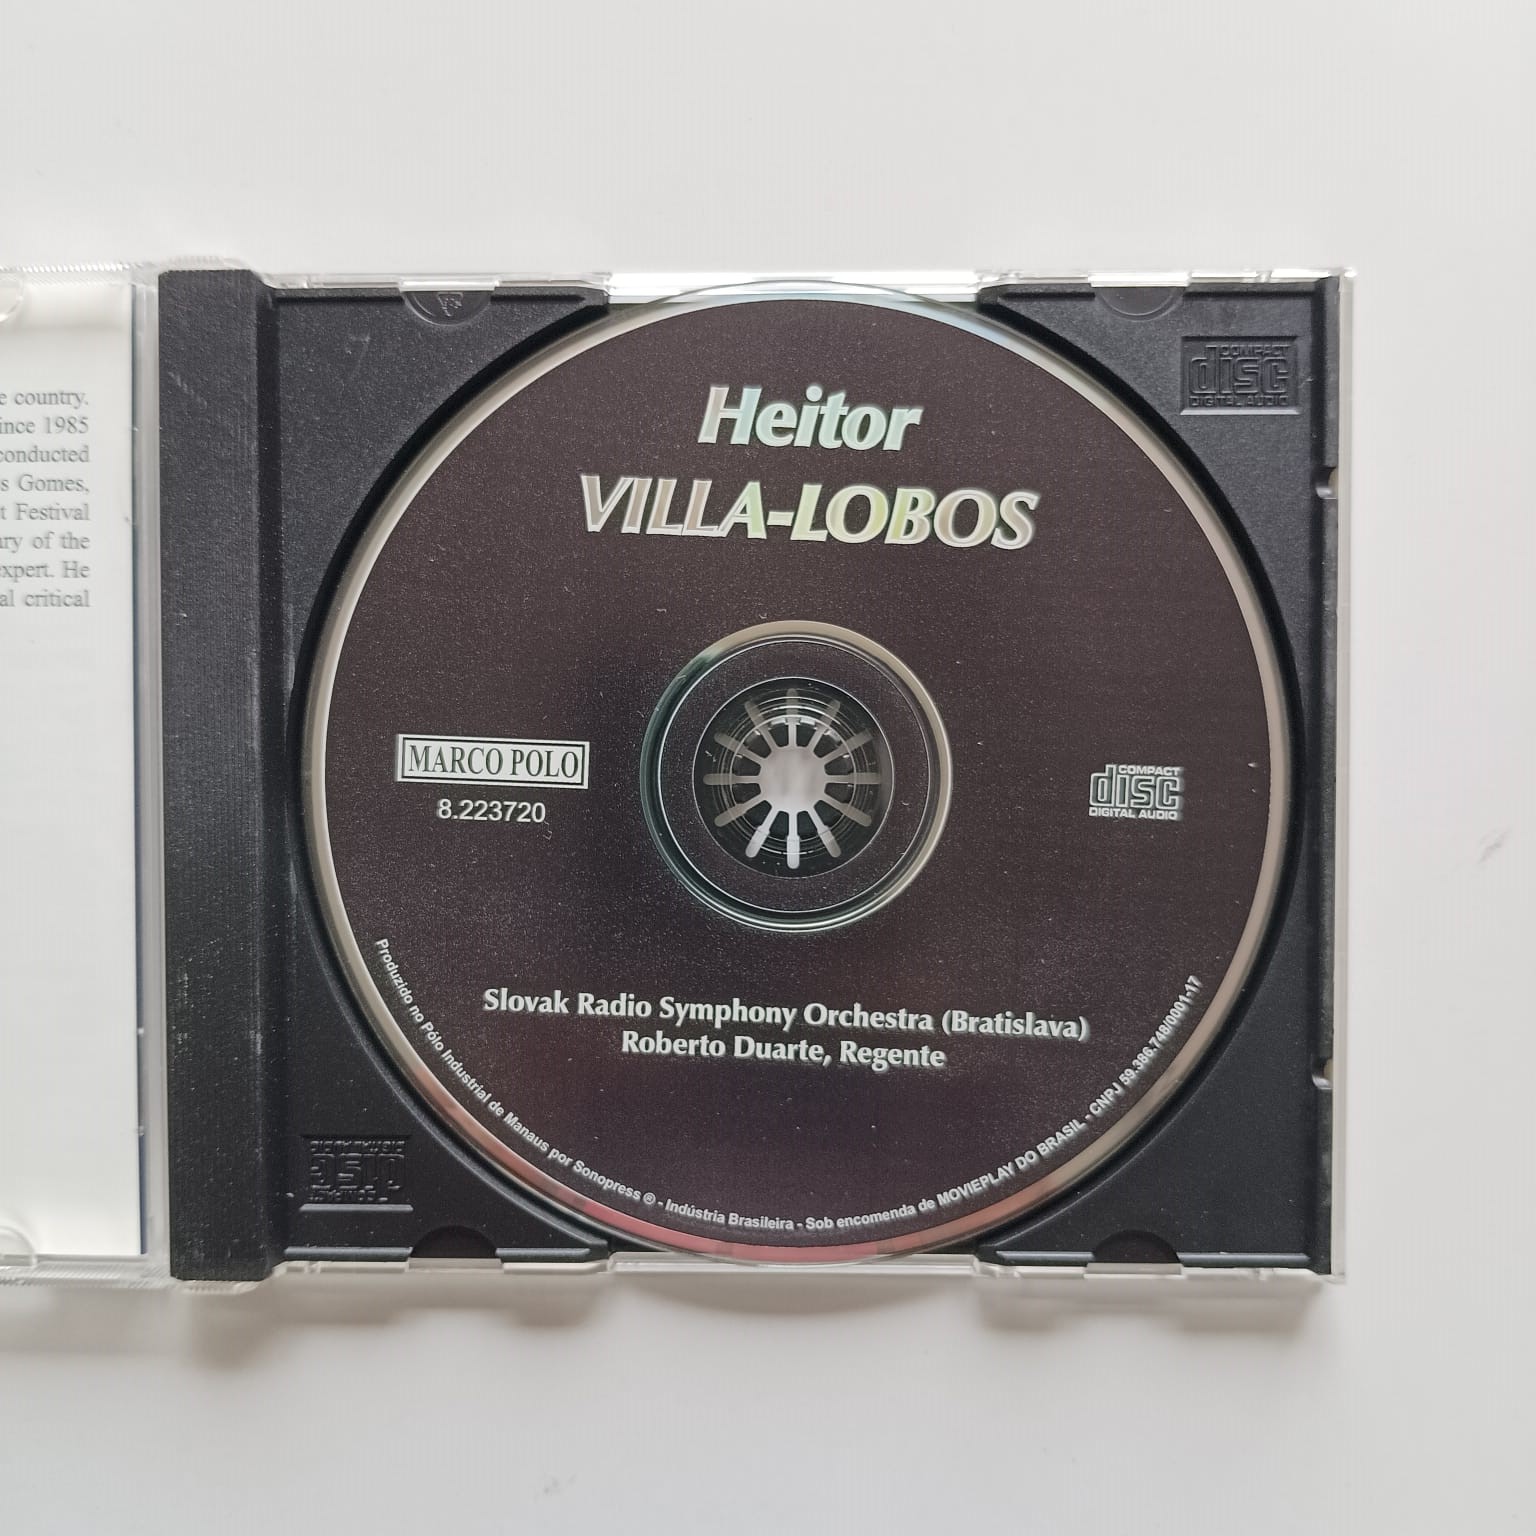 e country.
ince 1985
conducted
s Gomes,
t Festival
ary of the
expert. He
al critical
Heitor
VILLA-LOBOS
MARCO POLO
8.223720
COMPACT
disc
DIGITAL AUDIO
COMPACT
disc
DIGITAL AUDIO
Slovak Radio Symphony Orchestra (Bratislava)
Roberto Duarte, Regente
Produzido no Pólo Industrial de Manaus por Sonopress ® - Indústria Brasileira - Sob encomenda de MOVIEPLAY DO BRASIL - CNPJ 59.386.748/0001-17